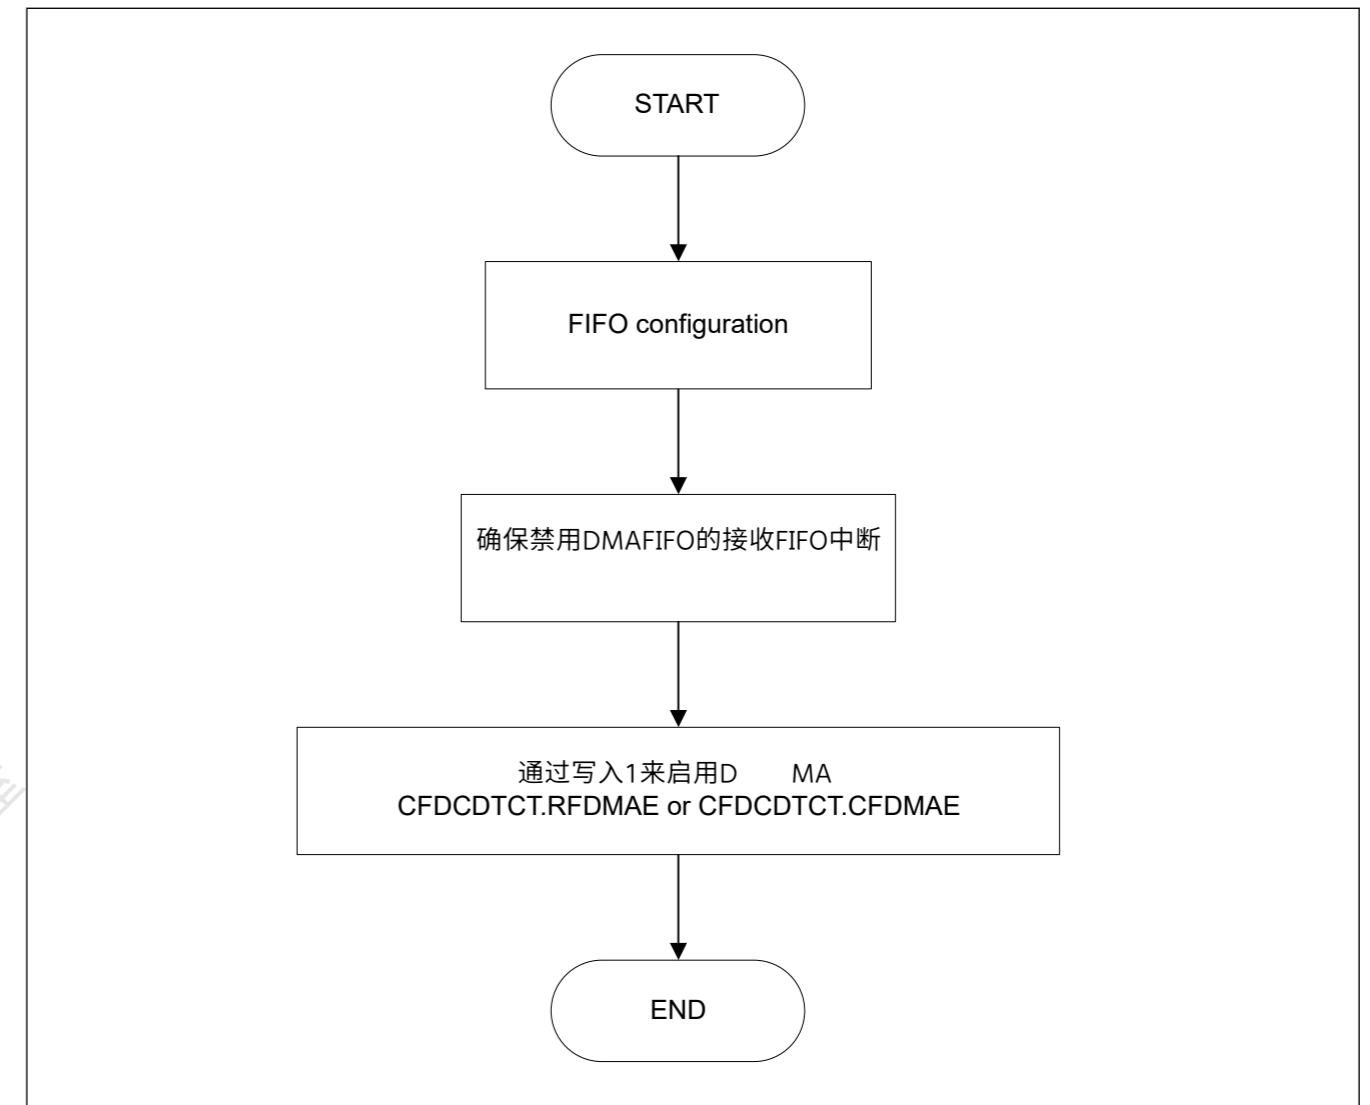 START
FIFO configuration
确保禁用DMAFIFO的接收FIFO中断
通过写入1来启用D MA
CFDCDTCT.RFDMAE or CFDCDTCT.CFDMAE
END